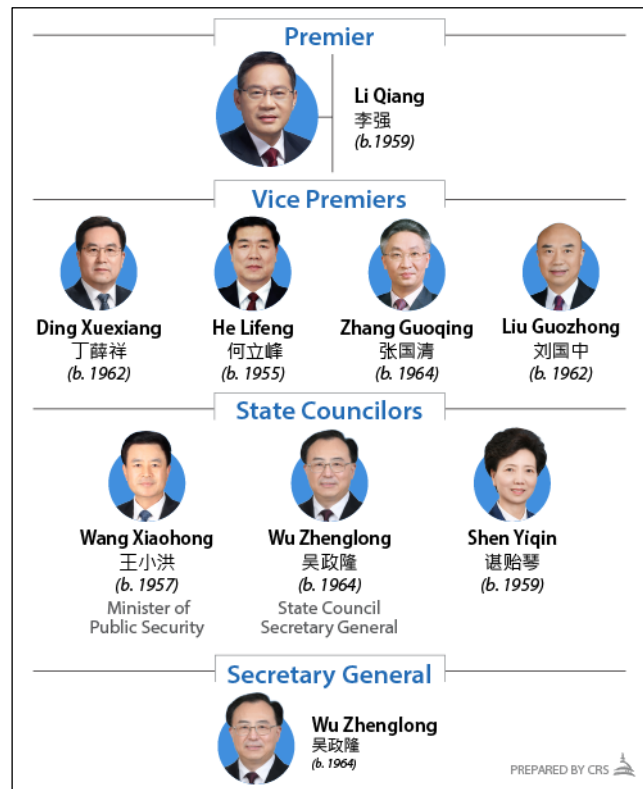 Premier
Li Qiang
李强
(b.1959)
Vice Premiers
Ding Xuexiang
丁薛祥
(b. 1962)
He Lifeng
何立峰
(b. 1955)
Zhang Guoqing
张国清
(b. 1964)
Liu Guozhong
刘国中
(b. 1962)
State Councilors
Wang Xiaohong
王小洪
(b. 1957)
Minister of
Public Security
Wu Zhenglong
吴政隆
(b. 1964)
State Council
Secretary General
Shen Yiqin
谌贻琴
(b. 1959)
Secretary General
Wu Zhenglong
吴政隆
(b. 1964)
PREPARED BY CRS